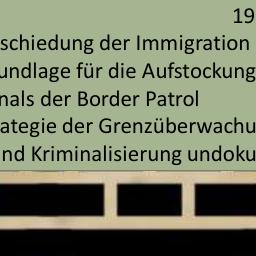 19
schiedung der Immigration
undlage für die Aufstockung
nals der Border Patrol
ategie der Grenzüberwachu
nd Kriminalisierung undoku